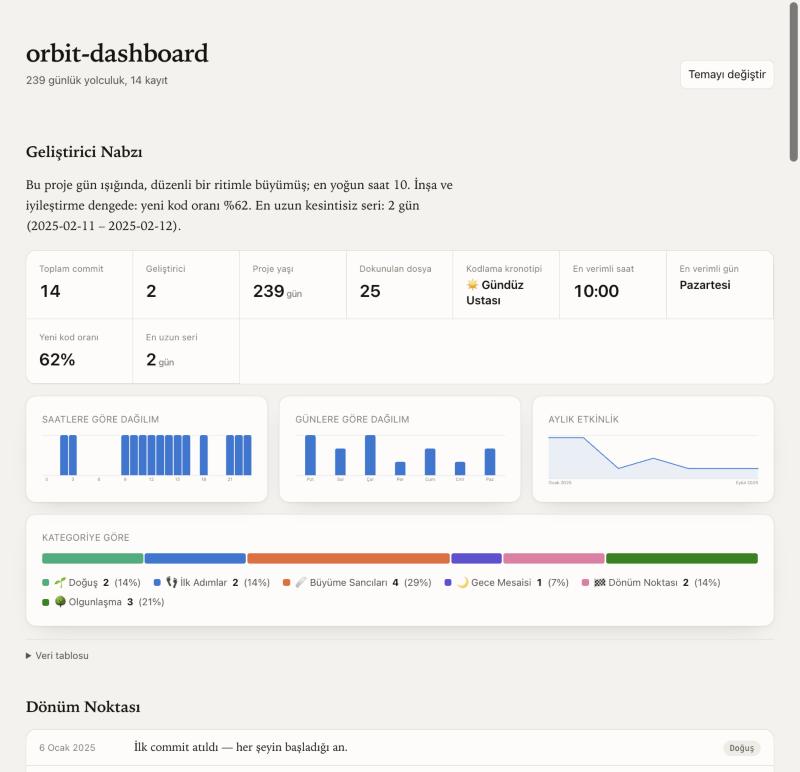 orbit-dashboard
239 günlük yolculuk, 14 kayıt
Temayı değiştir
Geliştirici Nabzı
Bu proje gün ışığında, düzenli bir ritimle büyümüş; en yoğun saat 10. İnşa ve
iyileştirme dengede: yeni kod oranı %62. En uzun kesintisiz seri: 2 gün
(2025-02-11 – 2025-02-12).
Toplam commit
14
Geliştirici
2
Proje yaşı
239 gün
Dokunulan dosya
25
Kodlama kronotipi
☀️ Gündüz
Ustası
En verimli saat
10:00
En verimli gün
Pazartesi
Yeni kod oranı
62%
En uzun seri
2 gün
SAATLERE GÖRE DAĞILIM
0 3 6 9 12 15 18 21
GÜNLERE GÖRE DAĞILIM
Pzt Sal Çar Per Cum Cmt Paz
AYLIK ETKİNLİK
Ocak 2025 Eylül 2025
KATEGORİYE GÖRE
🌱 Doğuş 2 (14%) 👣 İlk Adımlar 2 (14%) 🩹 Büyüme Sancıları 4 (29%) 🌙 Gece Mesaisi 1 (7%) 🏁 Dönüm Noktası 2 (14%)
🌳 Olgunlaşma 3 (21%)
▶ Veri tablosu
Dönüm Noktası
6 Ocak 2025 İlk commit atıldı — her şeyin başladığı an. Doğuş